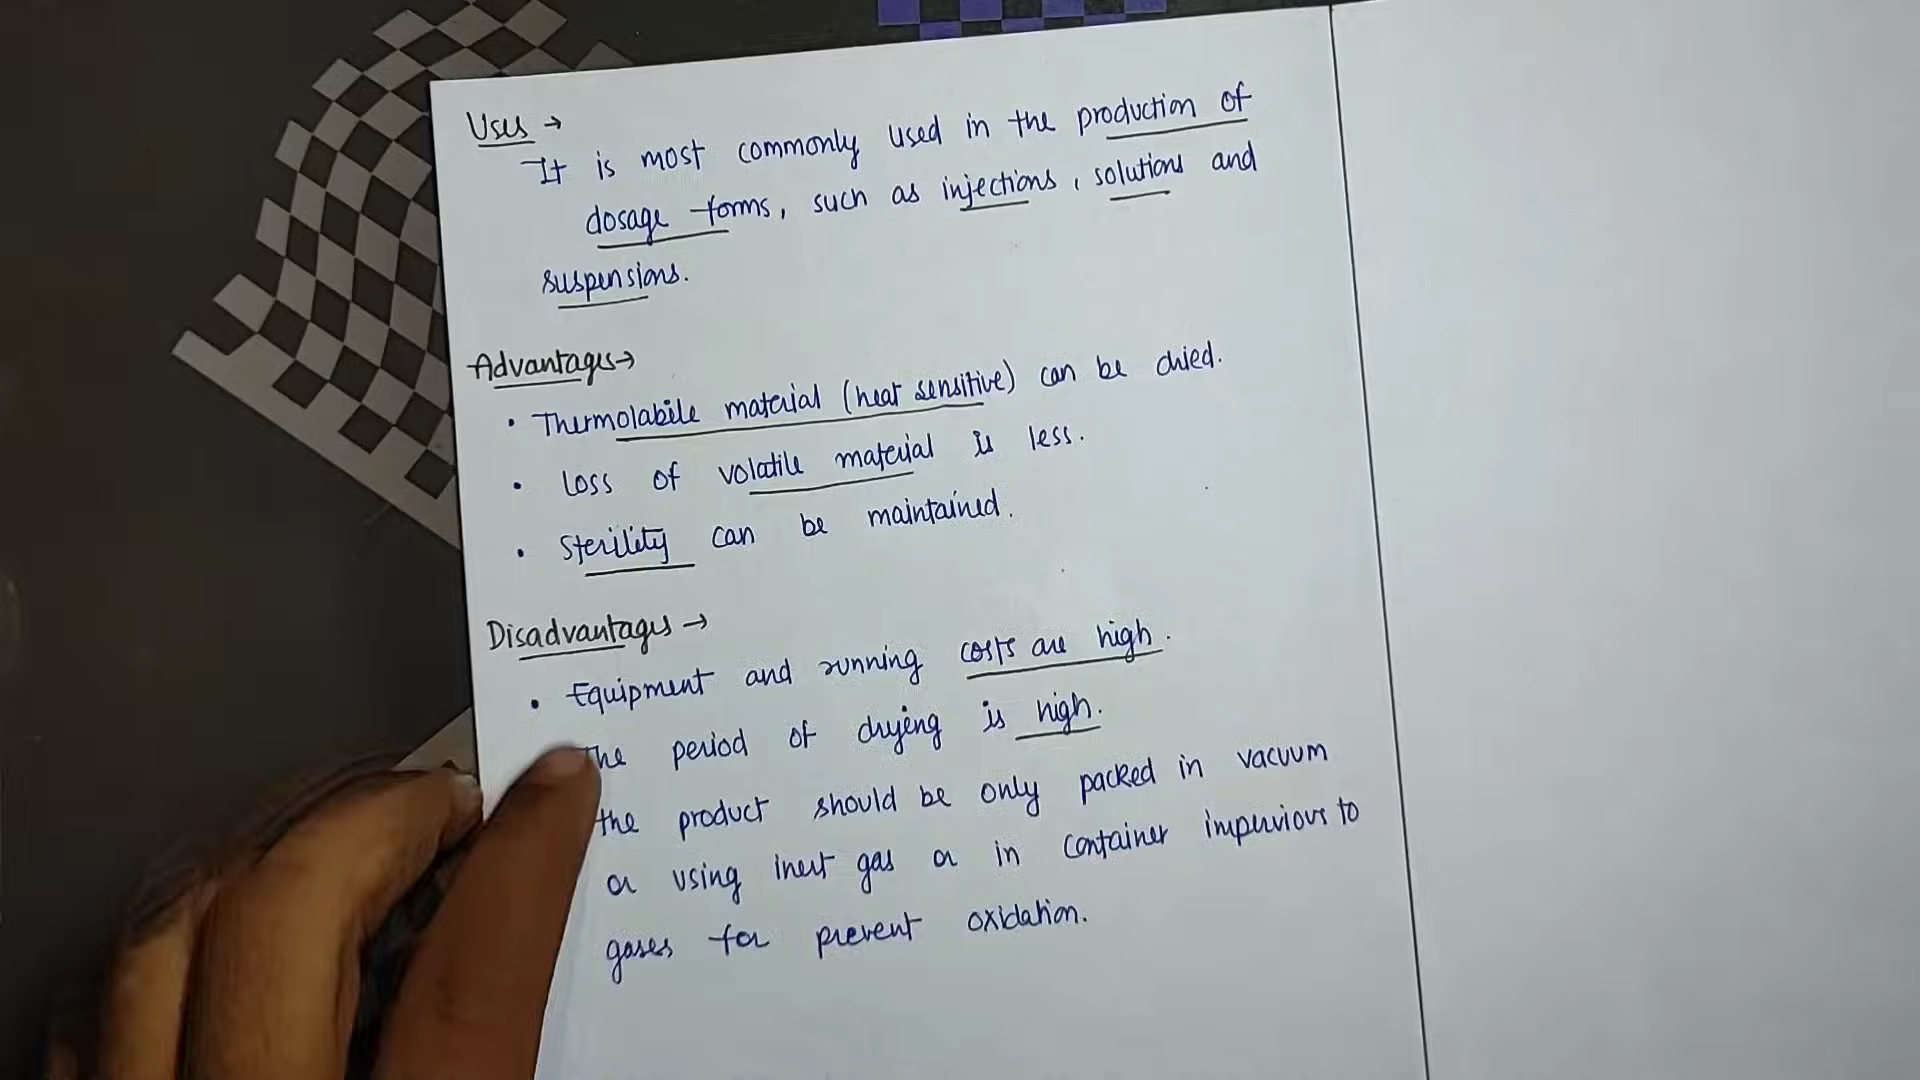 Uses →
It is most commonly used in the production of
dosage forms, such as injections, solutions and
suspensions.
Advantages →
• Thermolabile material (heat sensitive) can be dried.
• Loss of volatile material is less.
• Sterility can be maintained.
Disadvantages →
• Equipment and running costs are high.
The period of drying is high.
the product should be only packed in vacuum
or using inert gas or in container impervious to
gases for prevent oxidation.